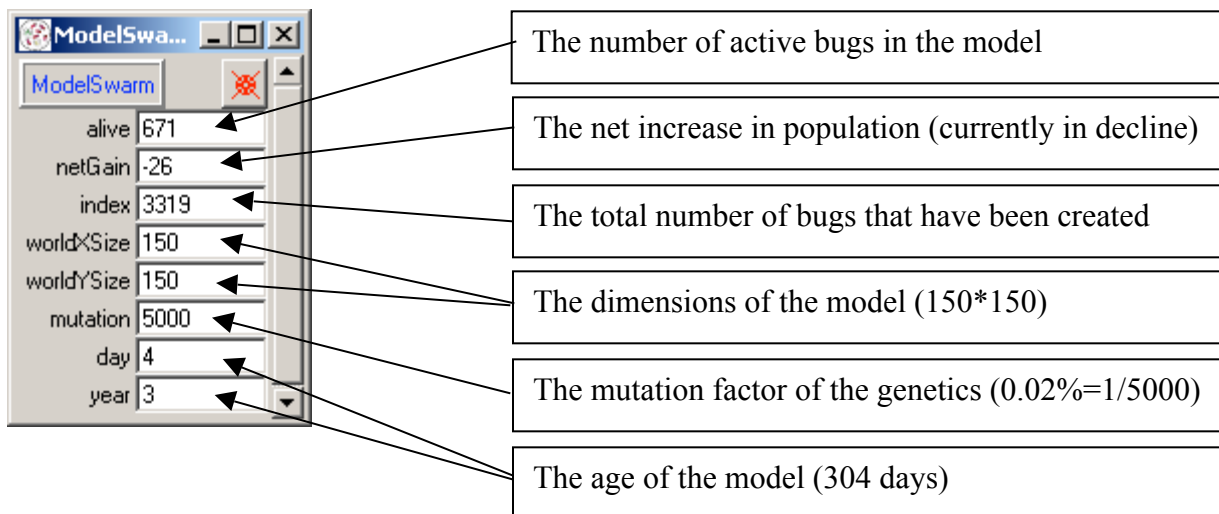 ModelSwa...
ModelSwarm
alive 671
netGain -26
index 3319
worldXSize 150
worldYSize 150
mutation 5000
day 4
year 3
The number of active bugs in the model
The net increase in population (currently in decline)
The total number of bugs that have been created
The dimensions of the model (150*150)
The mutation factor of the genetics (0.02%=1/5000)
The age of the model (304 days)